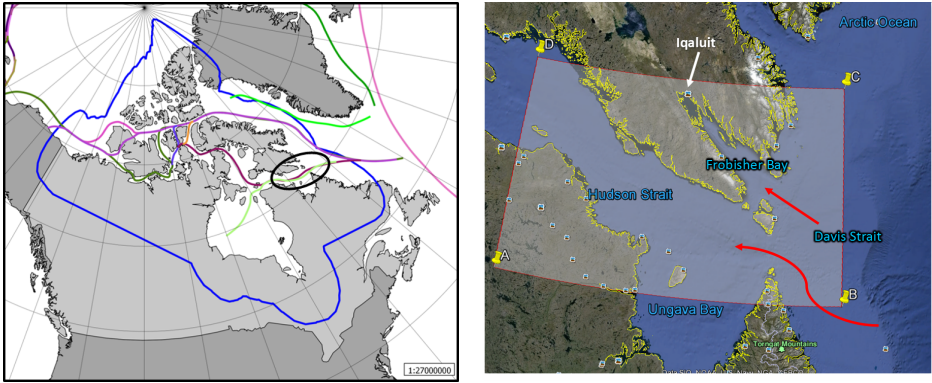 1:27000000
Arctic Ocean
Iqaluit
D
C
Frobisher Bay
Hudson Strait
Davis Strait
A
B
Ungava Bay
Torngat Mountains